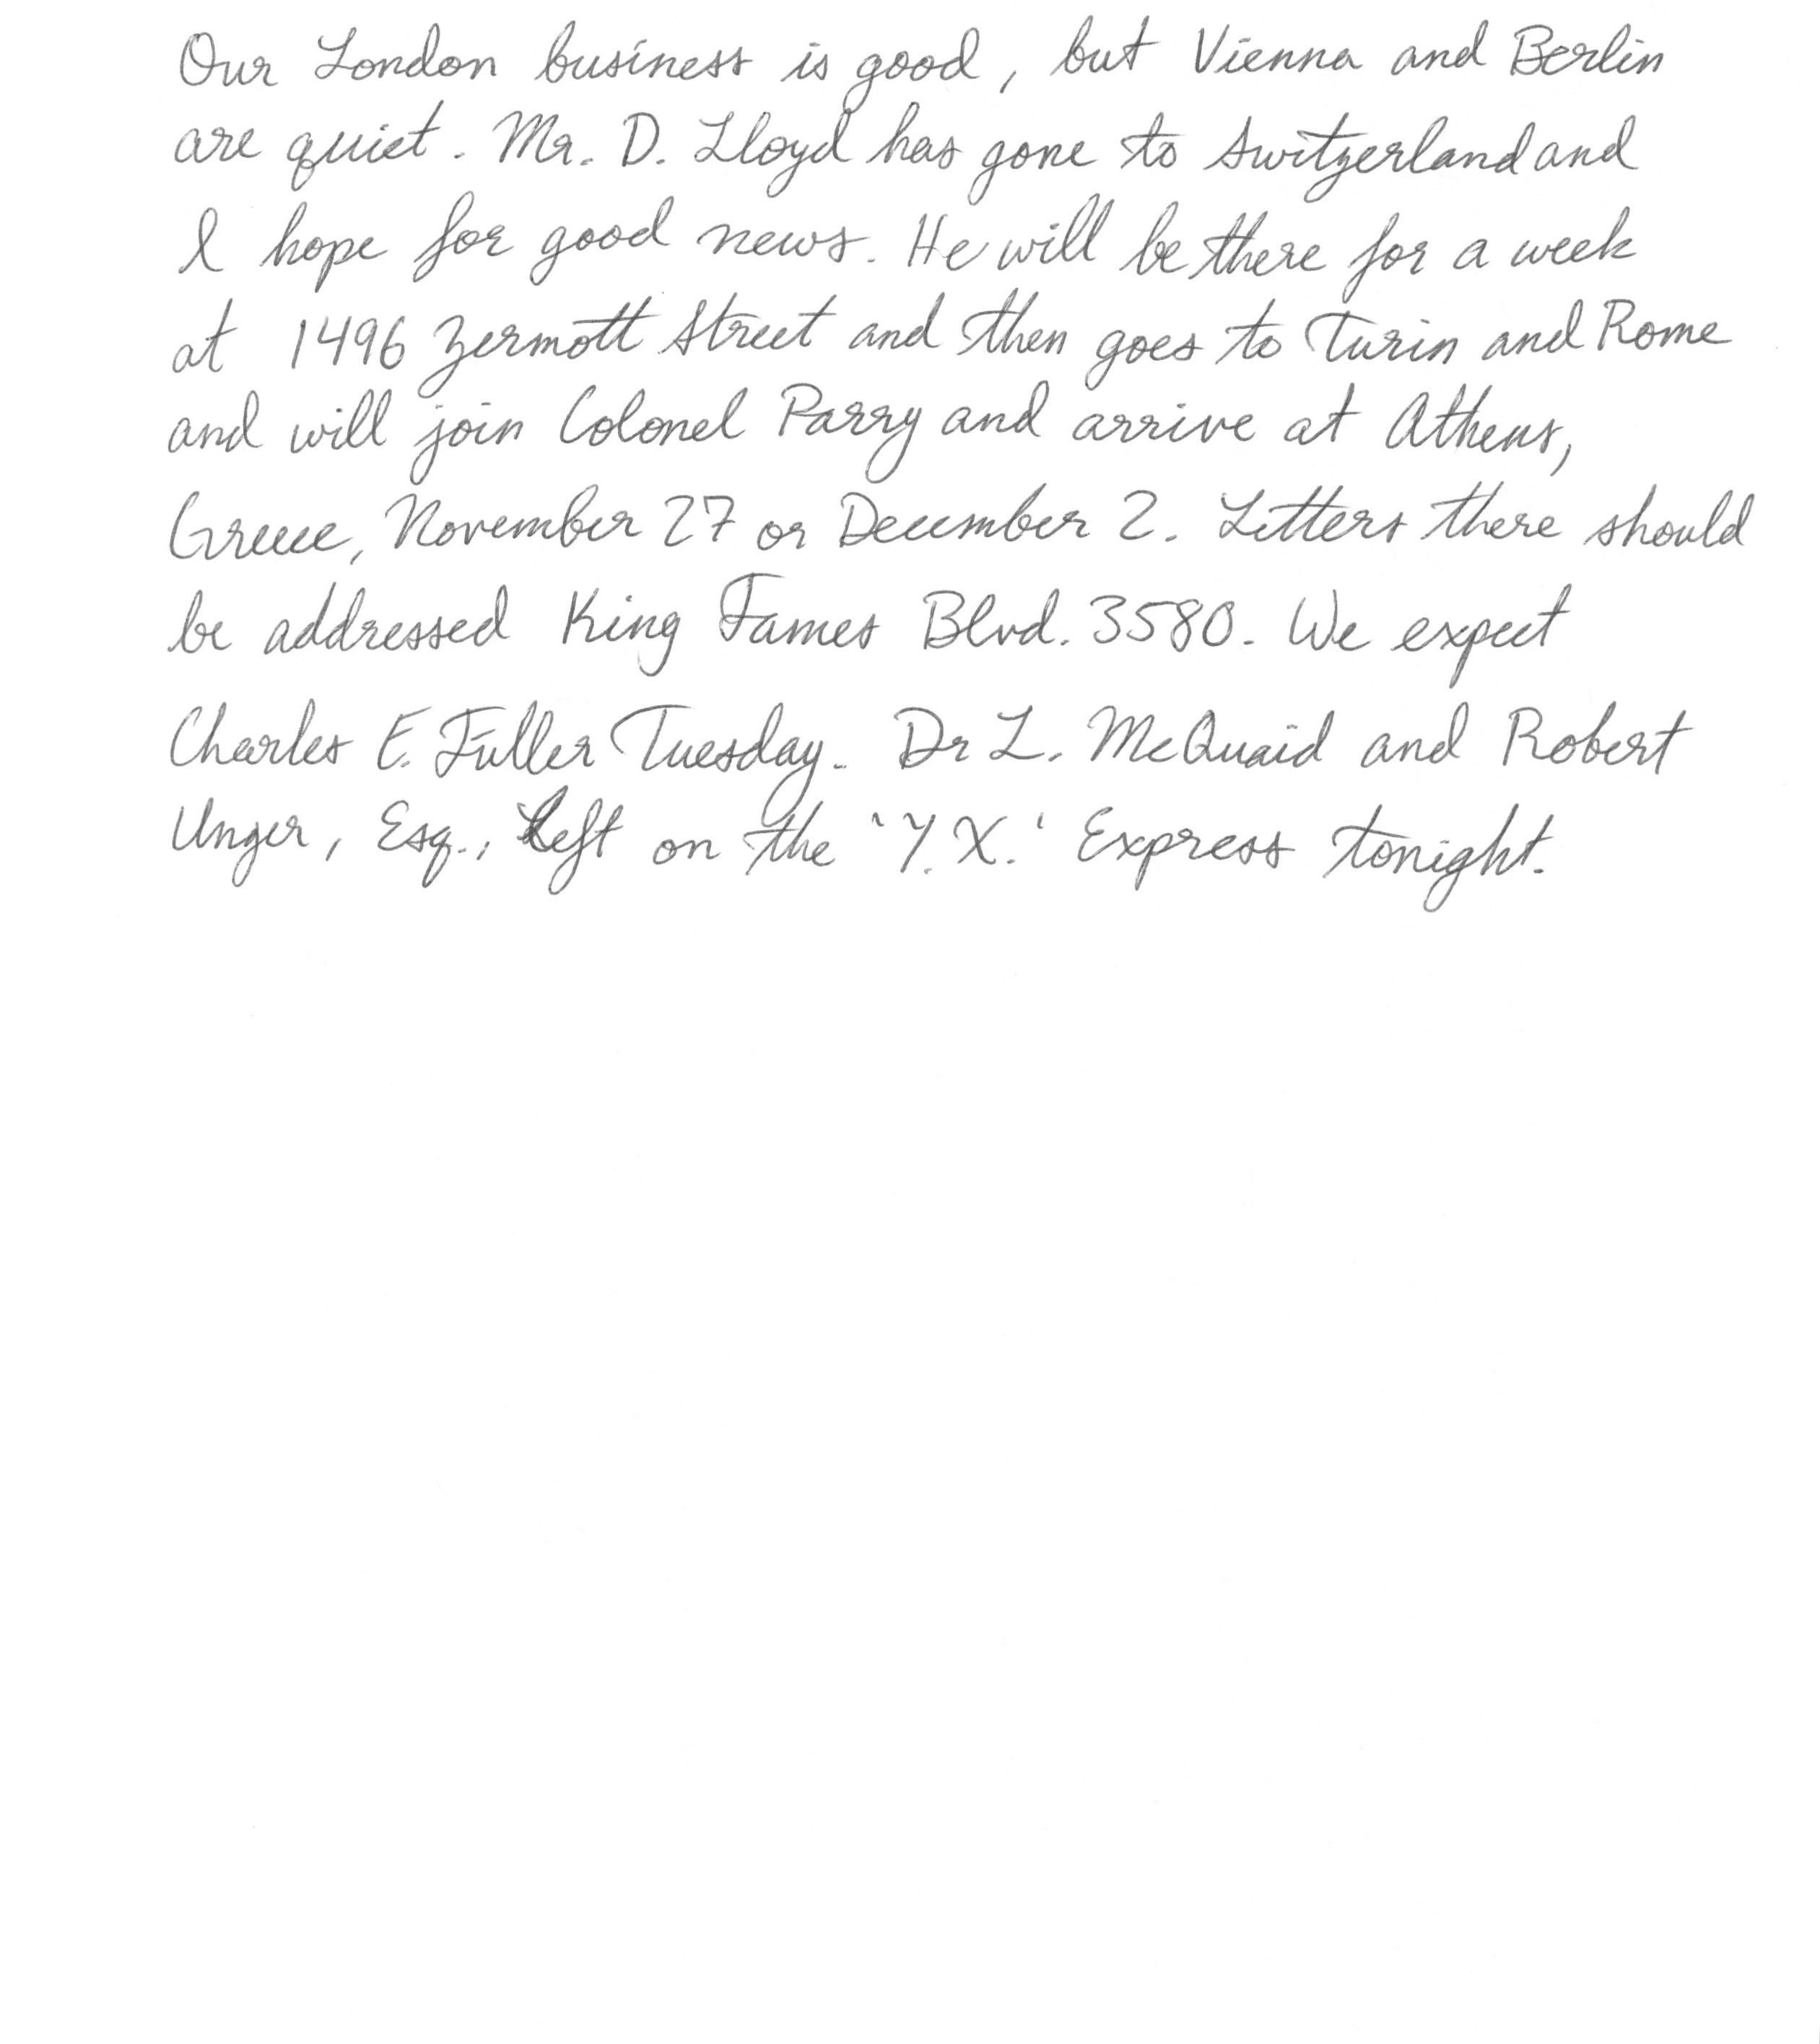 Our London business is good, but Vienna and Berlin
are quiet. Mr. D. Lloyd has gone to Switzerland and
I hope for good news. He will be there for a week
at 1496 Zermott Street and then goes to Turin and Rome
and will join Colonel Parry and arrive at Athens,
Greece, November 27 or December 2. Letters there should
be addressed King James Blvd. 3580. We expect
Charles E. Fuller Tuesday. Dr L. McQuaid and Robert
Unger, Esq., left on the 'Y.X.' Express tonight.